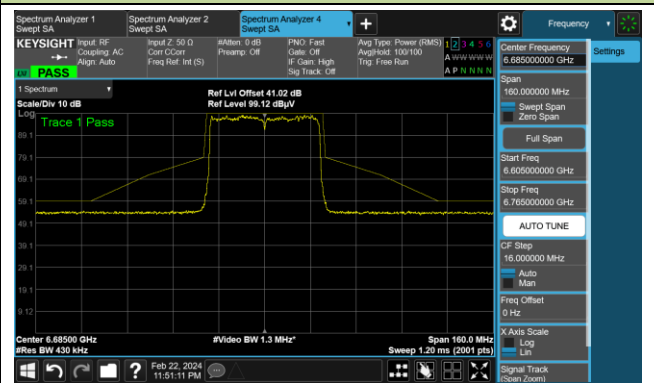 Spectrum Analyzer 1
Swept SA
Spectrum Analyzer 2
Swept SA
Spectrum Analyzer 4
Swept SA
Frequency
KEYSIGHT
Input: RF
Coupling: AC
Align: Auto
Input Z: 50 Ω
Corr CCorr
Freq Ref: Int (S)
#Atten: 0 dB
Preamp: Off
PNO: Fast
Gate: Off
IF Gain: High
Sig Track: Off
Avg Type: Power (RMS)
Avg|Hold: 100/100
Trig: Free Run
1 2 3 4 5 6
A W W W W W
A P N N N N
PASS
1 Spectrum
Scale/Div 10 dB
Ref Lvl Offset 41.02 dB
Ref Level 99.12 dBµV
Log
Trace 1 Pass
89.1
79.1
69.1
59.1
49.1
39.1
29.1
19.1
9.12
Center 6.68500 GHz
#Res BW 430 kHz
#Video BW 1.3 MHz*
Span 160.0 MHz
Sweep 1.20 ms (2001 pts)
Center Frequency
6.685000000 GHz
Settings
Span
160.000000 MHz
Swept Span
Zero Span
Full Span
Start Freq
6.605000000 GHz
Stop Freq
6.765000000 GHz
AUTO TUNE
CF Step
16.000000 MHz
Auto
Man
Freq Offset
0 Hz
X Axis Scale
Log
Lin
Signal Track
(Span Zoom)
Feb 22, 2024
11:51:11 PM